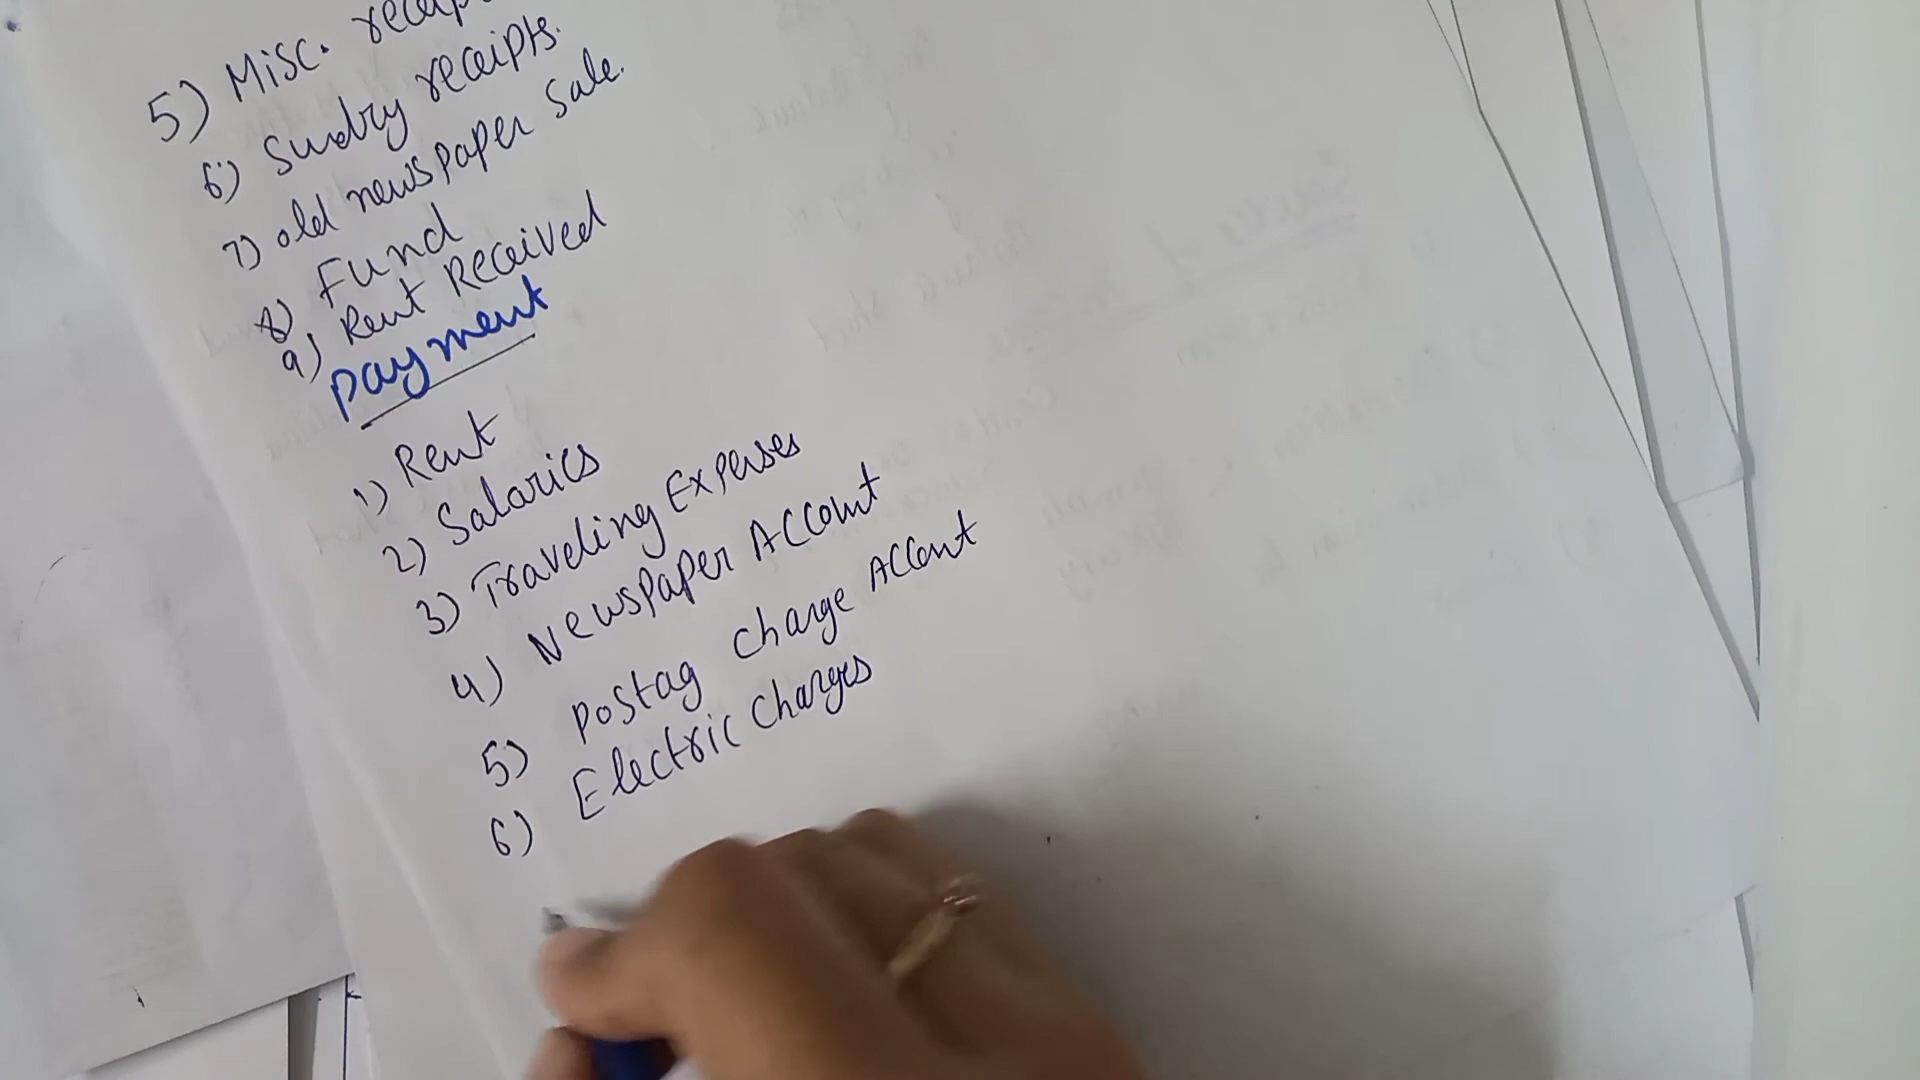 5) Misc.
6) Sundry receipts.
7) old newspaper sale.
8) Fund
9) Rent Received
payment
1) Rent
2) Salaries
3) Traveling Expenses
4) Newspaper Account
5) Postag charge Accont
6) Electric Charges